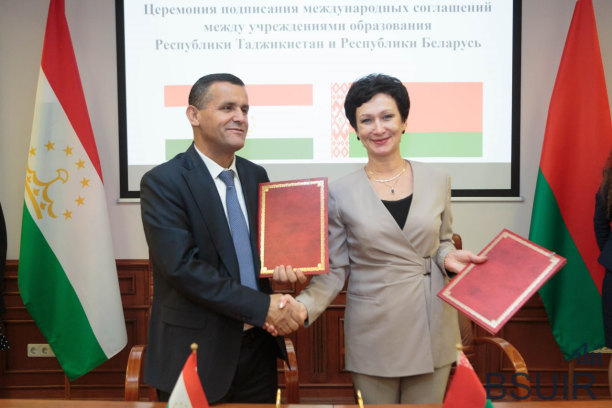 Церемония подписания международных соглашений
между учреждениями образования
Республики Таджикистан и Республики Беларусь
BSUIR